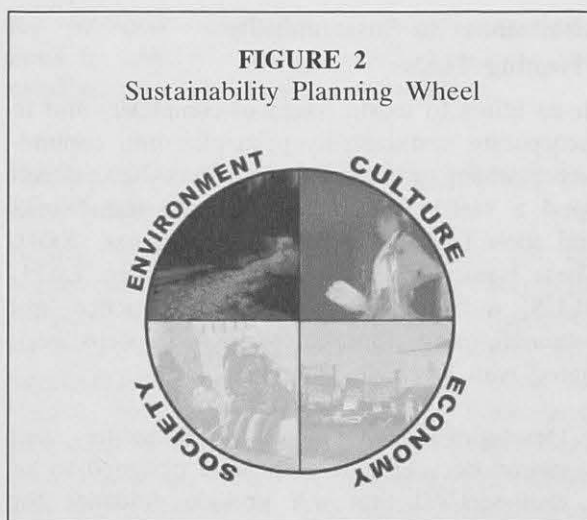 FIGURE 2
Sustainability Planning Wheel
ENVIRONMENT
CULTURE
SOCIETY
ECONOMY